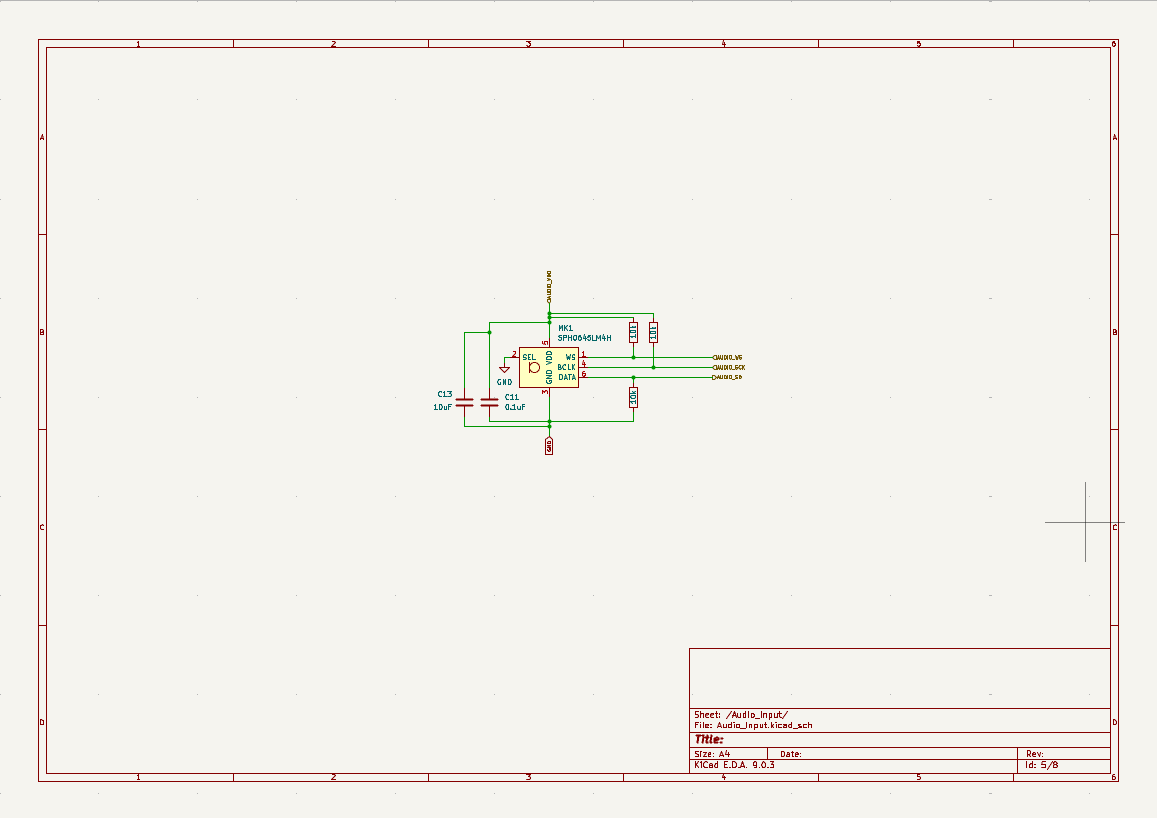 1 2 3 4 5 6
A A
AUDIO_VDD
B B
MK1
SPH0645LM4H
10k 10k
5
2 SEL VDD WS 1 AUDIO_WS
BCLK 4 AUDIO_SCK
GND DATA 6 AUDIO_SD
GND
3
C13 C11 10k
10uF 0.1uF
GND
C C
Sheet: /Audio_Input/
File: Audio_Input.kicad_sch
D D
Title:
Size: A4 Date: Rev:
KiCad E.D.A. 9.0.3 Id: 5/8
1 2 3 4 5 6